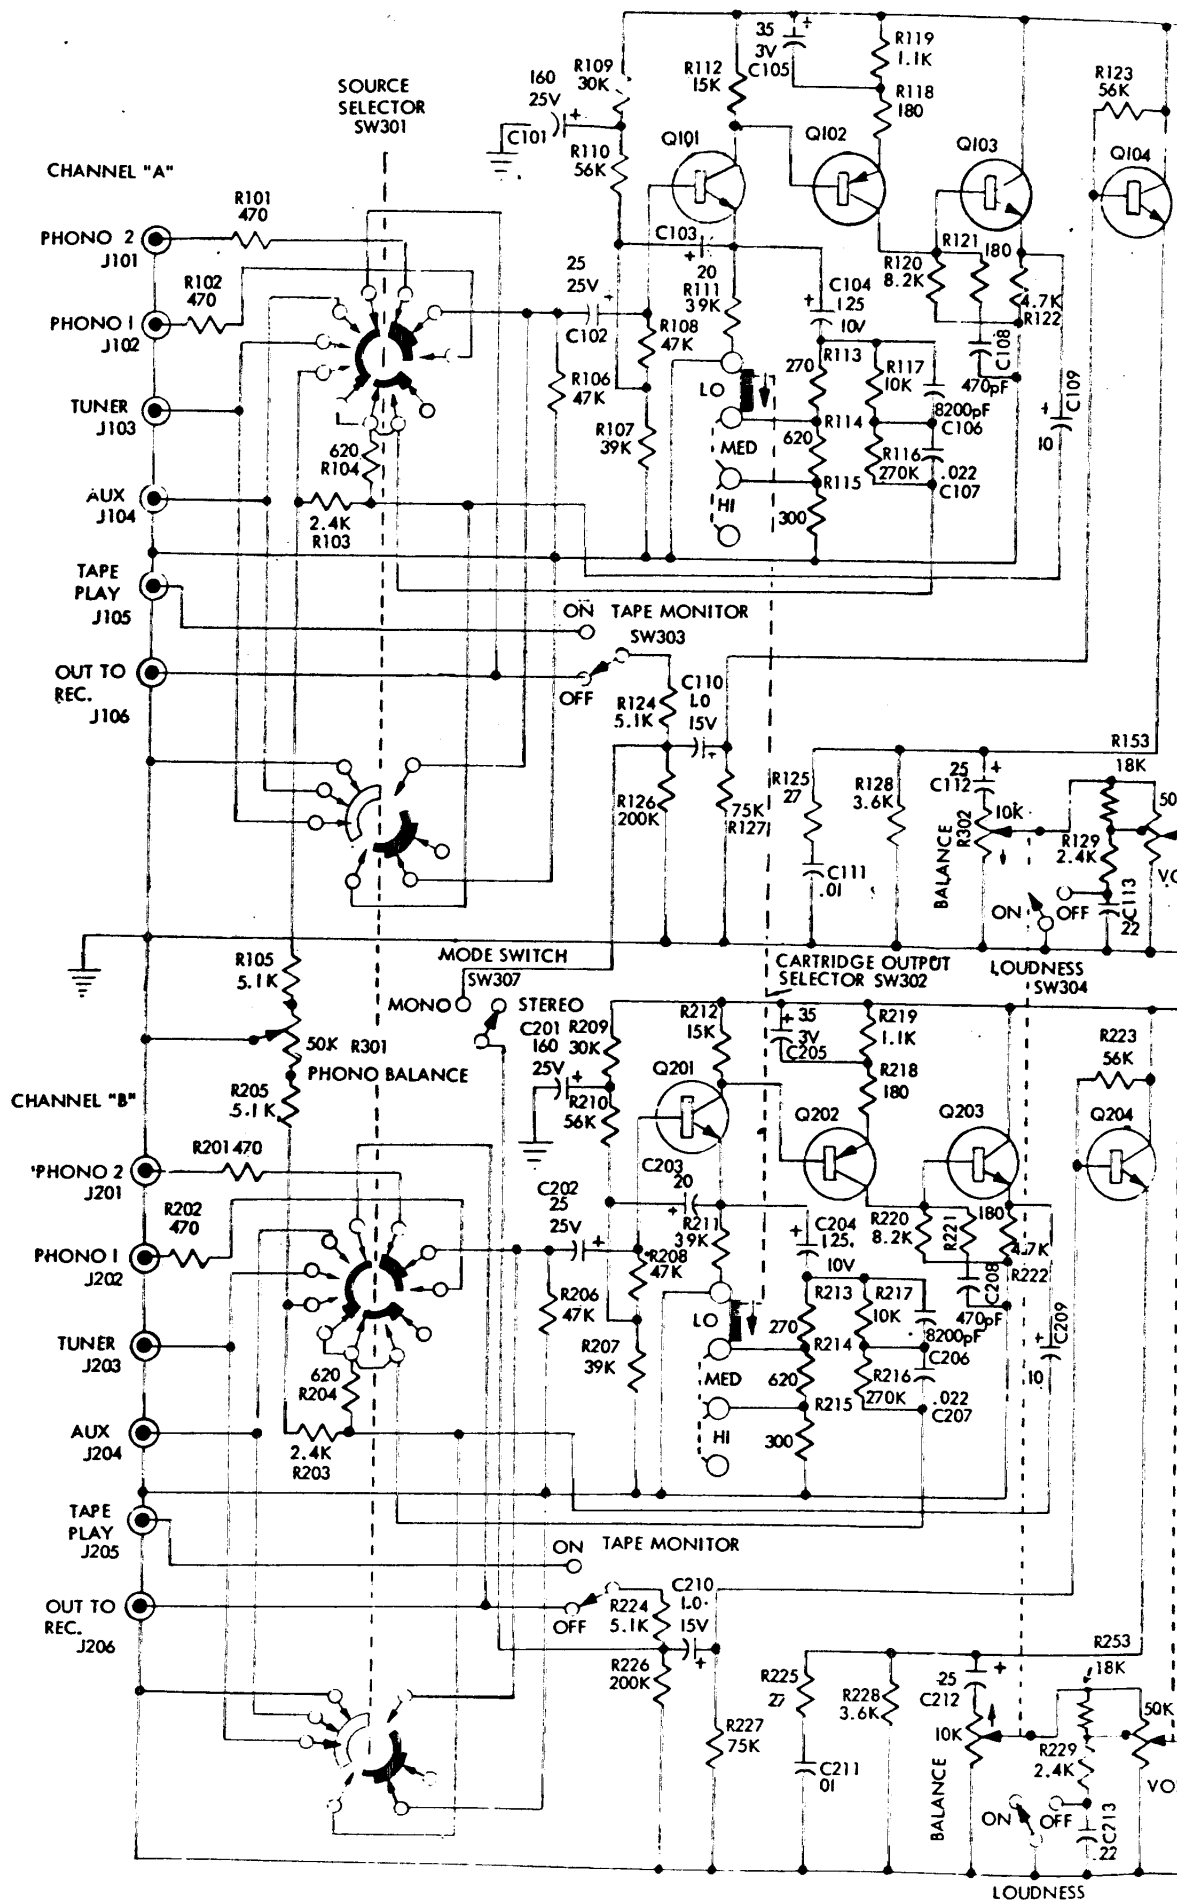 SOURCE
SELECTOR
SW301
CHANNEL "A"
PHONO 2
J101
R101
470
PHONO 1
J102
R102
470
TUNER
J103
AUX
J104
TAPE
PLAY
J105
OUT TO
REC.
J106
620
R104
2.4K
R103
160
25V
+
C101
R109
30K
R110
56K
R112
15K
35
3V
+
C105
R119
1.1K
R118
180
Q101
Q102
Q103
Q104
R123
56K
25
25V
+
C102
C103
+
20
R111
39K
R108
47K
R106
47K
R107
39K
C104
+
125
10V
R120
8.2K
R121
180
4.7K
R122
C108
470pF
C109
+
10
LO
MED
HI
R113
270
R114
620
R115
300
R117
10K
8200pF
C106
R116
270K
.022
C107
ON
TAPE MONITOR
SW303
OFF
R124
5.1K
C110
1.0
15V
+
R126
200K
75K
R127
R125
27
C111
.01
R128
3.6K
25
+
C112
BALANCE
R302
10K
R153
18K
R129
2.4K
50
VO
ON
OFF
C113
.22
R105
5.1K
50K
R301
PHONO BALANCE
R205
5.1K
MODE SWITCH
SW307
MONO
STEREO
CARTRIDGE OUTPUT
SELECTOR SW302
LOUDNESS
SW304
CHANNEL "B"
PHONO 2
J201
R201 470
PHONO 1
J202
R202
470
TUNER
J203
AUX
J204
TAPE
PLAY
J205
OUT TO
REC.
J206
620
R204
2.4K
R203
C201
160
25V
+
R209
30K
R210
56K
R212
15K
+
35
3V
C205
R219
1.1K
R218
180
Q201
Q202
Q203
Q204
R223
56K
C202
25
25V
+
C203
20
+
R211
39K
R208
47K
R206
47K
R207
39K
+
C204
125
10V
R220
8.2K
R221
180
4.7K
R222
C208
470pF
C209
+
10
LO
MED
HI
R213
270
R214
620
R215
300
R217
10K
8200pF
C206
R216
270K
.022
C207
ON
TAPE MONITOR
OFF
R224
5.1K
C210
1.0
15V
+
R226
200K
R227
75K
R225
27
C211
01
R228
3.6K
25
+
C212
10K
BALANCE
R253
18K
R229
2.4K
50K
VO
ON
OFF
C213
.22
LOUDNESS